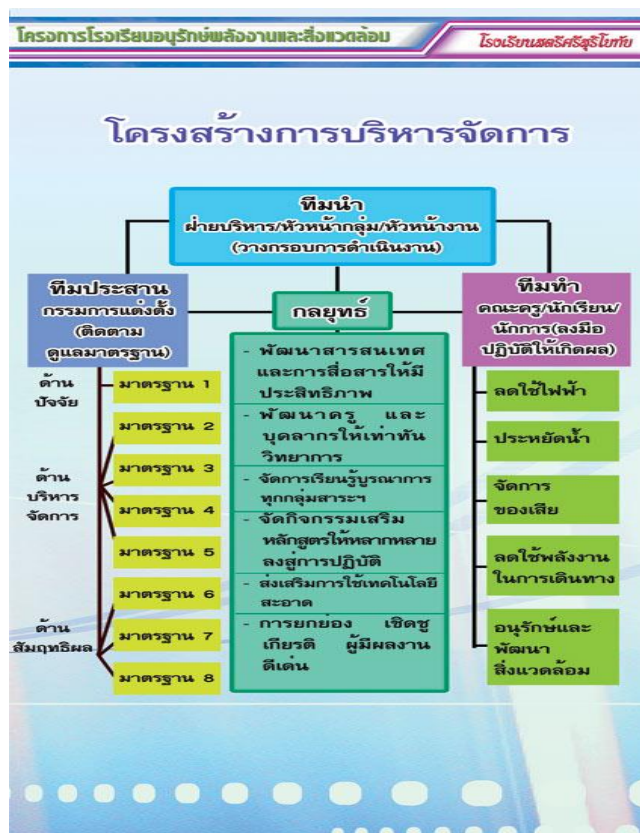 โครงการโรงเรียนอนุรักษ์พลังงานและสิ่งแวดล้อม
โรงเรียนสตรีศรีสุริโยทัย
โครงสร้างการบริหารจัดการ
ทีมนำ
ฝ่ายบริหาร/หัวหน้ากลุ่ม/หัวหน้างาน
(วางกรอบการดำเนินงาน)
ทีมประสาน
กรรมการแต่งตั้ง
(ติดตาม
ดูแลมาตรฐาน)
ด้าน
ปัจจัย
มาตรฐาน 1
มาตรฐาน 2
ด้าน
บริหาร
จัดการ
มาตรฐาน 3
มาตรฐาน 4
มาตรฐาน 5
มาตรฐาน 6
ด้าน
สัมฤทธิผล
มาตรฐาน 7
มาตรฐาน 8
กลยุทธ์
- พัฒนาสารสนเทศ
และการสื่อสารให้มี
ประสิทธิภาพ
- พัฒนาครู และ
บุคลากรให้เท่าทัน
วิทยาการ
- จัดการเรียนรู้บูรณาการ
ทุกกลุ่มสาระฯ
- จัดกิจกรรมเสริม
หลักสูตรให้หลากหลาย
ลงสู่การปฏิบัติ
- ส่งเสริมการใช้เทคโนโลยี
สะอาด
- การยกย่อง เชิดชู
เกียรติ ผู้มีผลงาน
ดีเด่น
ทีมทำ
คณะครู/นักเรียน/
นักการ(ลงมือ
ปฏิบัติให้เกิดผล)
ลดใช้ไฟฟ้า
ประหยัดน้ำ
จัดการ
ของเสีย
ลดใช้พลังงาน
ในการเดินทาง
อนุรักษ์และ
พัฒนา
สิ่งแวดล้อม